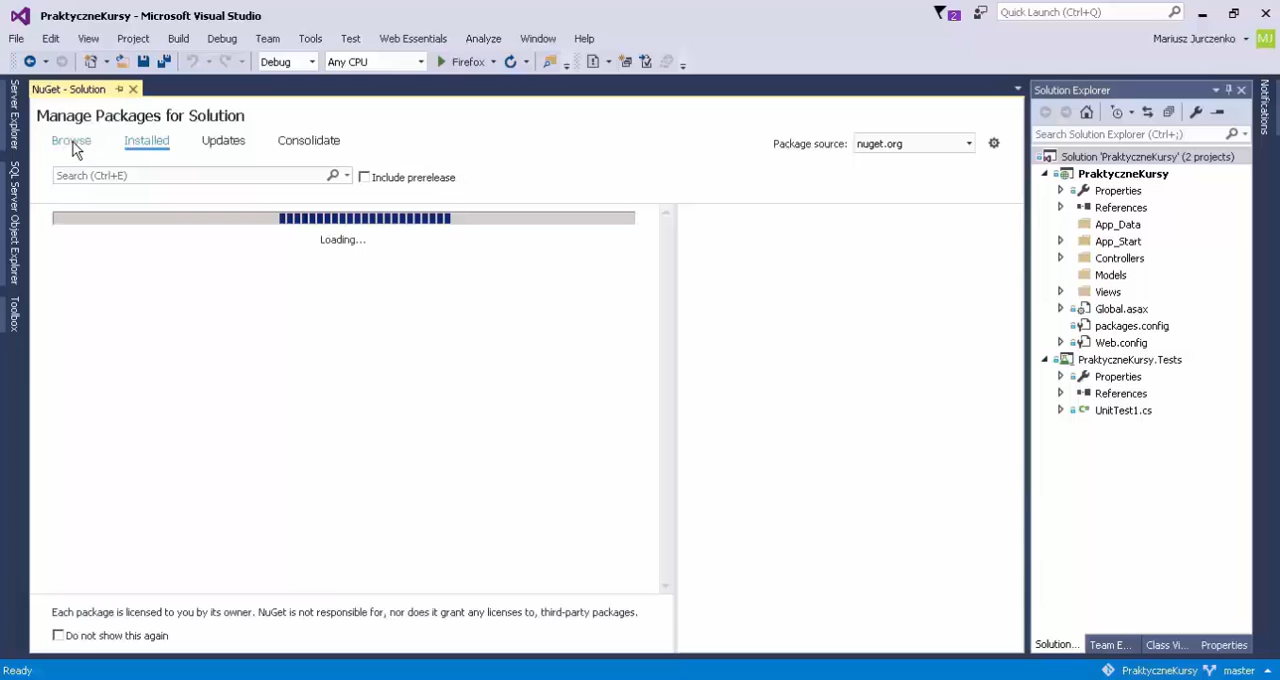 PraktyczneKursy - Microsoft Visual Studio
2
Quick Launch (Ctrl+Q)
File Edit View Project Build Debug Team Tools Test Web Essentials Analyze Window Help
Mariusz Jurczenko MJ
Debug Any CPU Firefox
Server Explorer
SQL Server Object Explorer
Toolbox
NuGet - Solution
Manage Packages for Solution
Browse Installed Updates Consolidate
Package source: nuget.org
Search (Ctrl+E)
Include prerelease
Loading...
Each package is licensed to you by its owner. NuGet is not responsible for, nor does it grant any licenses to, third-party packages.
Do not show this again
Solution Explorer
Search Solution Explorer (Ctrl+;)
Solution 'PraktyczneKursy' (2 projects)
PraktyczneKursy
Properties
References
App_Data
App_Start
Controllers
Models
Views
Global.asax
packages.config
Web.config
PraktyczneKursy.Tests
Properties
References
UnitTest1.cs
Solution... Team E... Class Vi... Properties
Notifications
Ready
PraktyczneKursy master